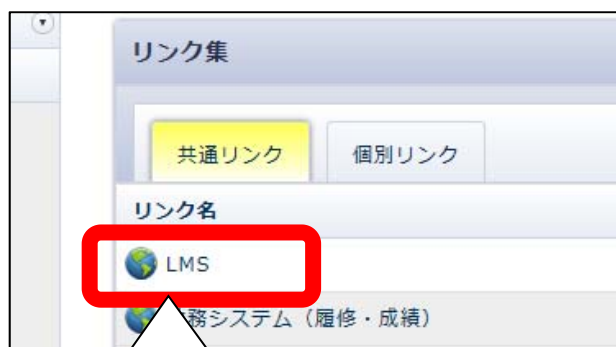 リンク集
共通リンク
個別リンク
リンク名
LMS
務システム（履修・成績）